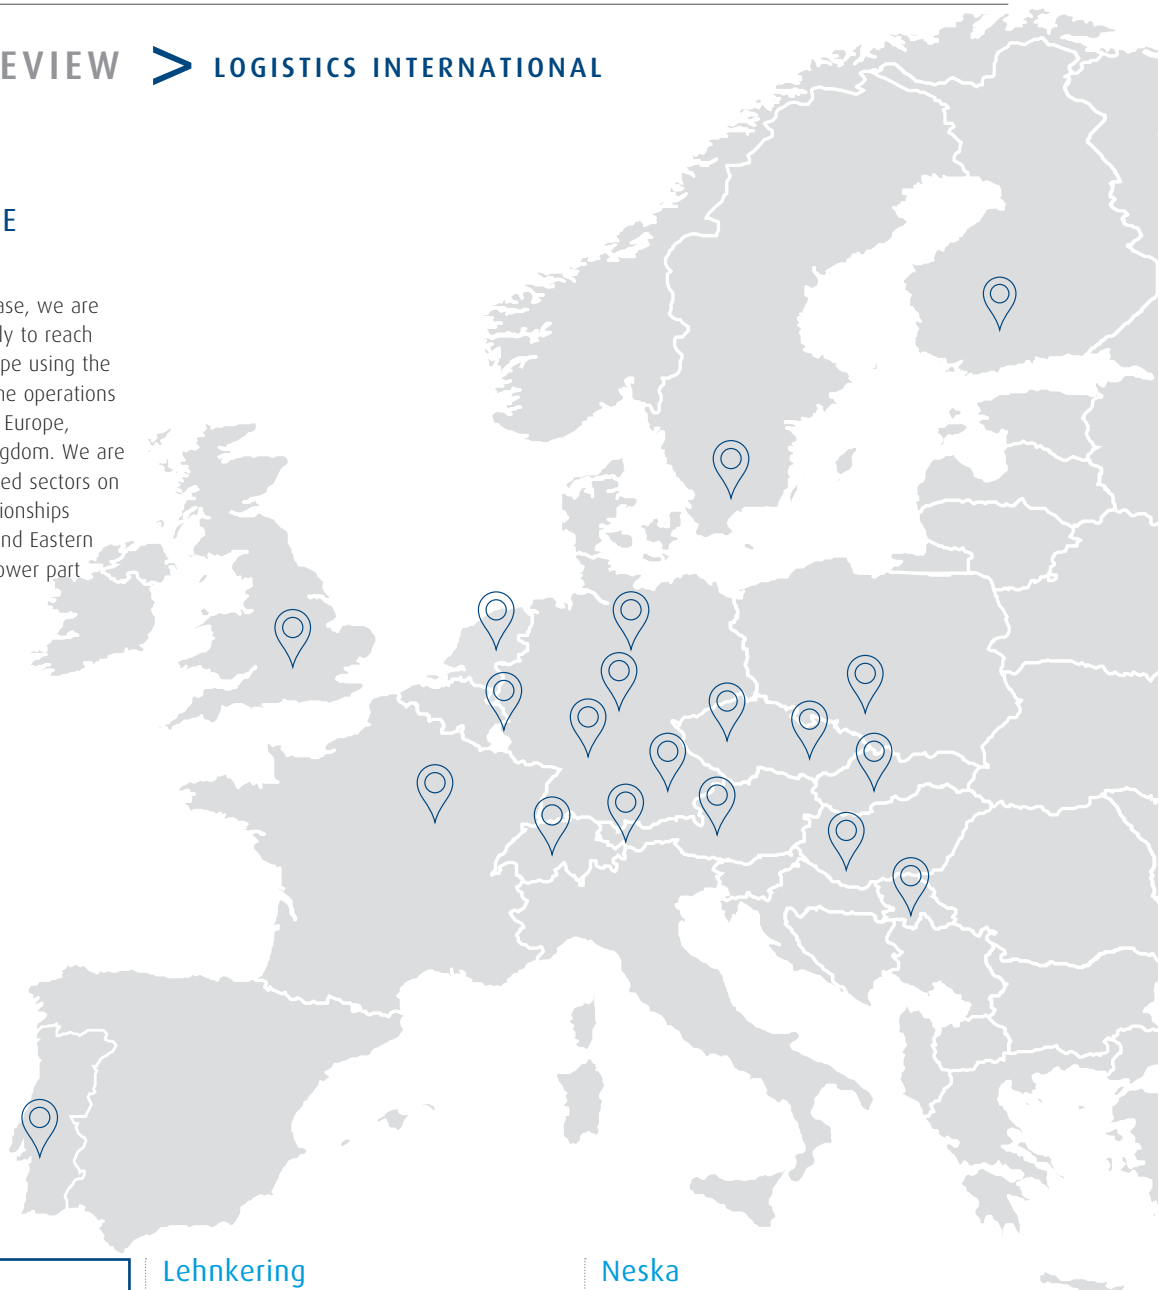 EVIEW > LOGISTICS INTERNATIONAL
E
ase, we are
ly to reach
pe using the
he operations
Europe,
gdom. We are
ed sectors on
ionships
nd Eastern
ower part
Lehnkering
Neska